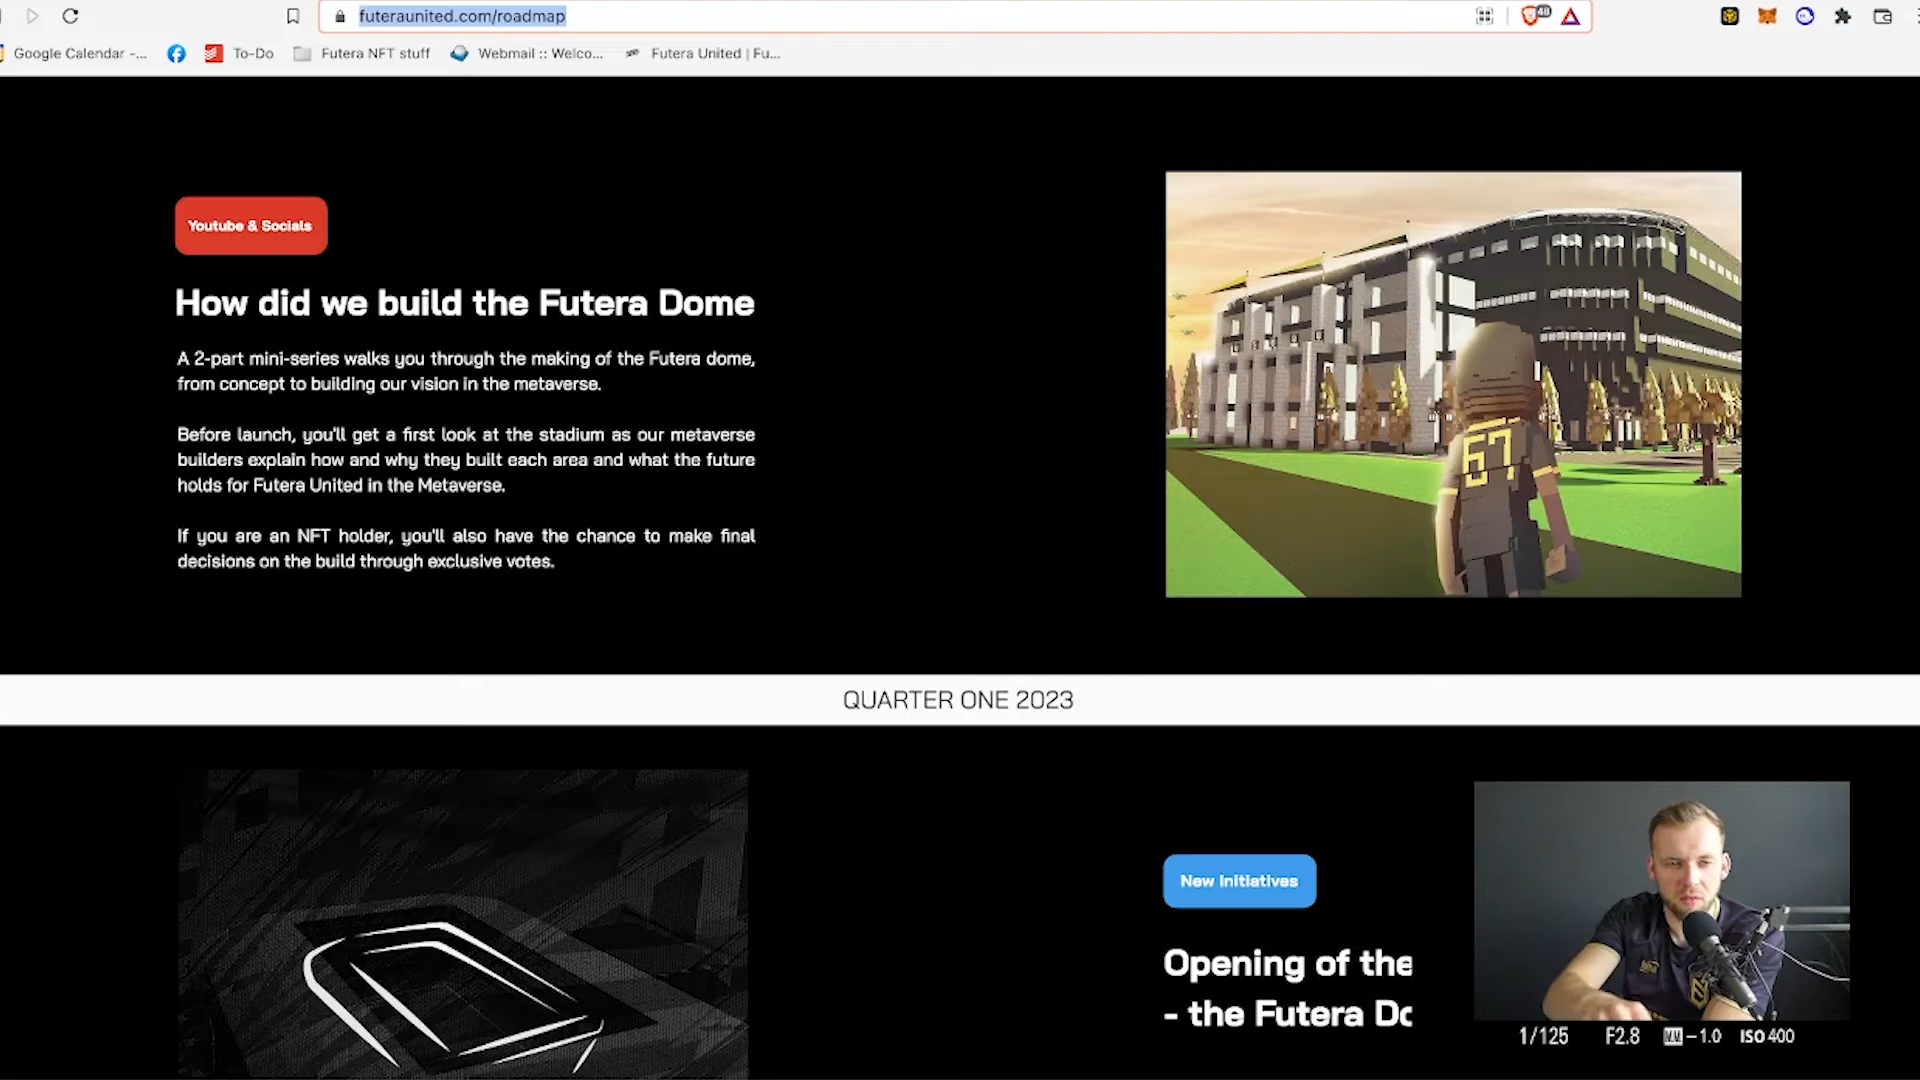 futeraunited.com/roadmap
48
Google Calendar -...
To-Do
Futera NFT stuff
Webmail :: Welco...
Futera United | Fu...
Youtube & Socials
How did we build the Futera Dome
A 2-part mini-series walks you through the making of the Futera dome,
from concept to building our vision in the metaverse.
Before launch, you'll get a first look at the stadium as our metaverse
builders explain how and why they built each area and what the future
holds for Futera United in the Metaverse.
If you are an NFT holder, you'll also have the chance to make final
decisions on the build through exclusive votes.
67
QUARTER ONE 2023
New Initiatives
Opening of the
- the Futera Do
1/125 F2.8 -1.0 ISO 400